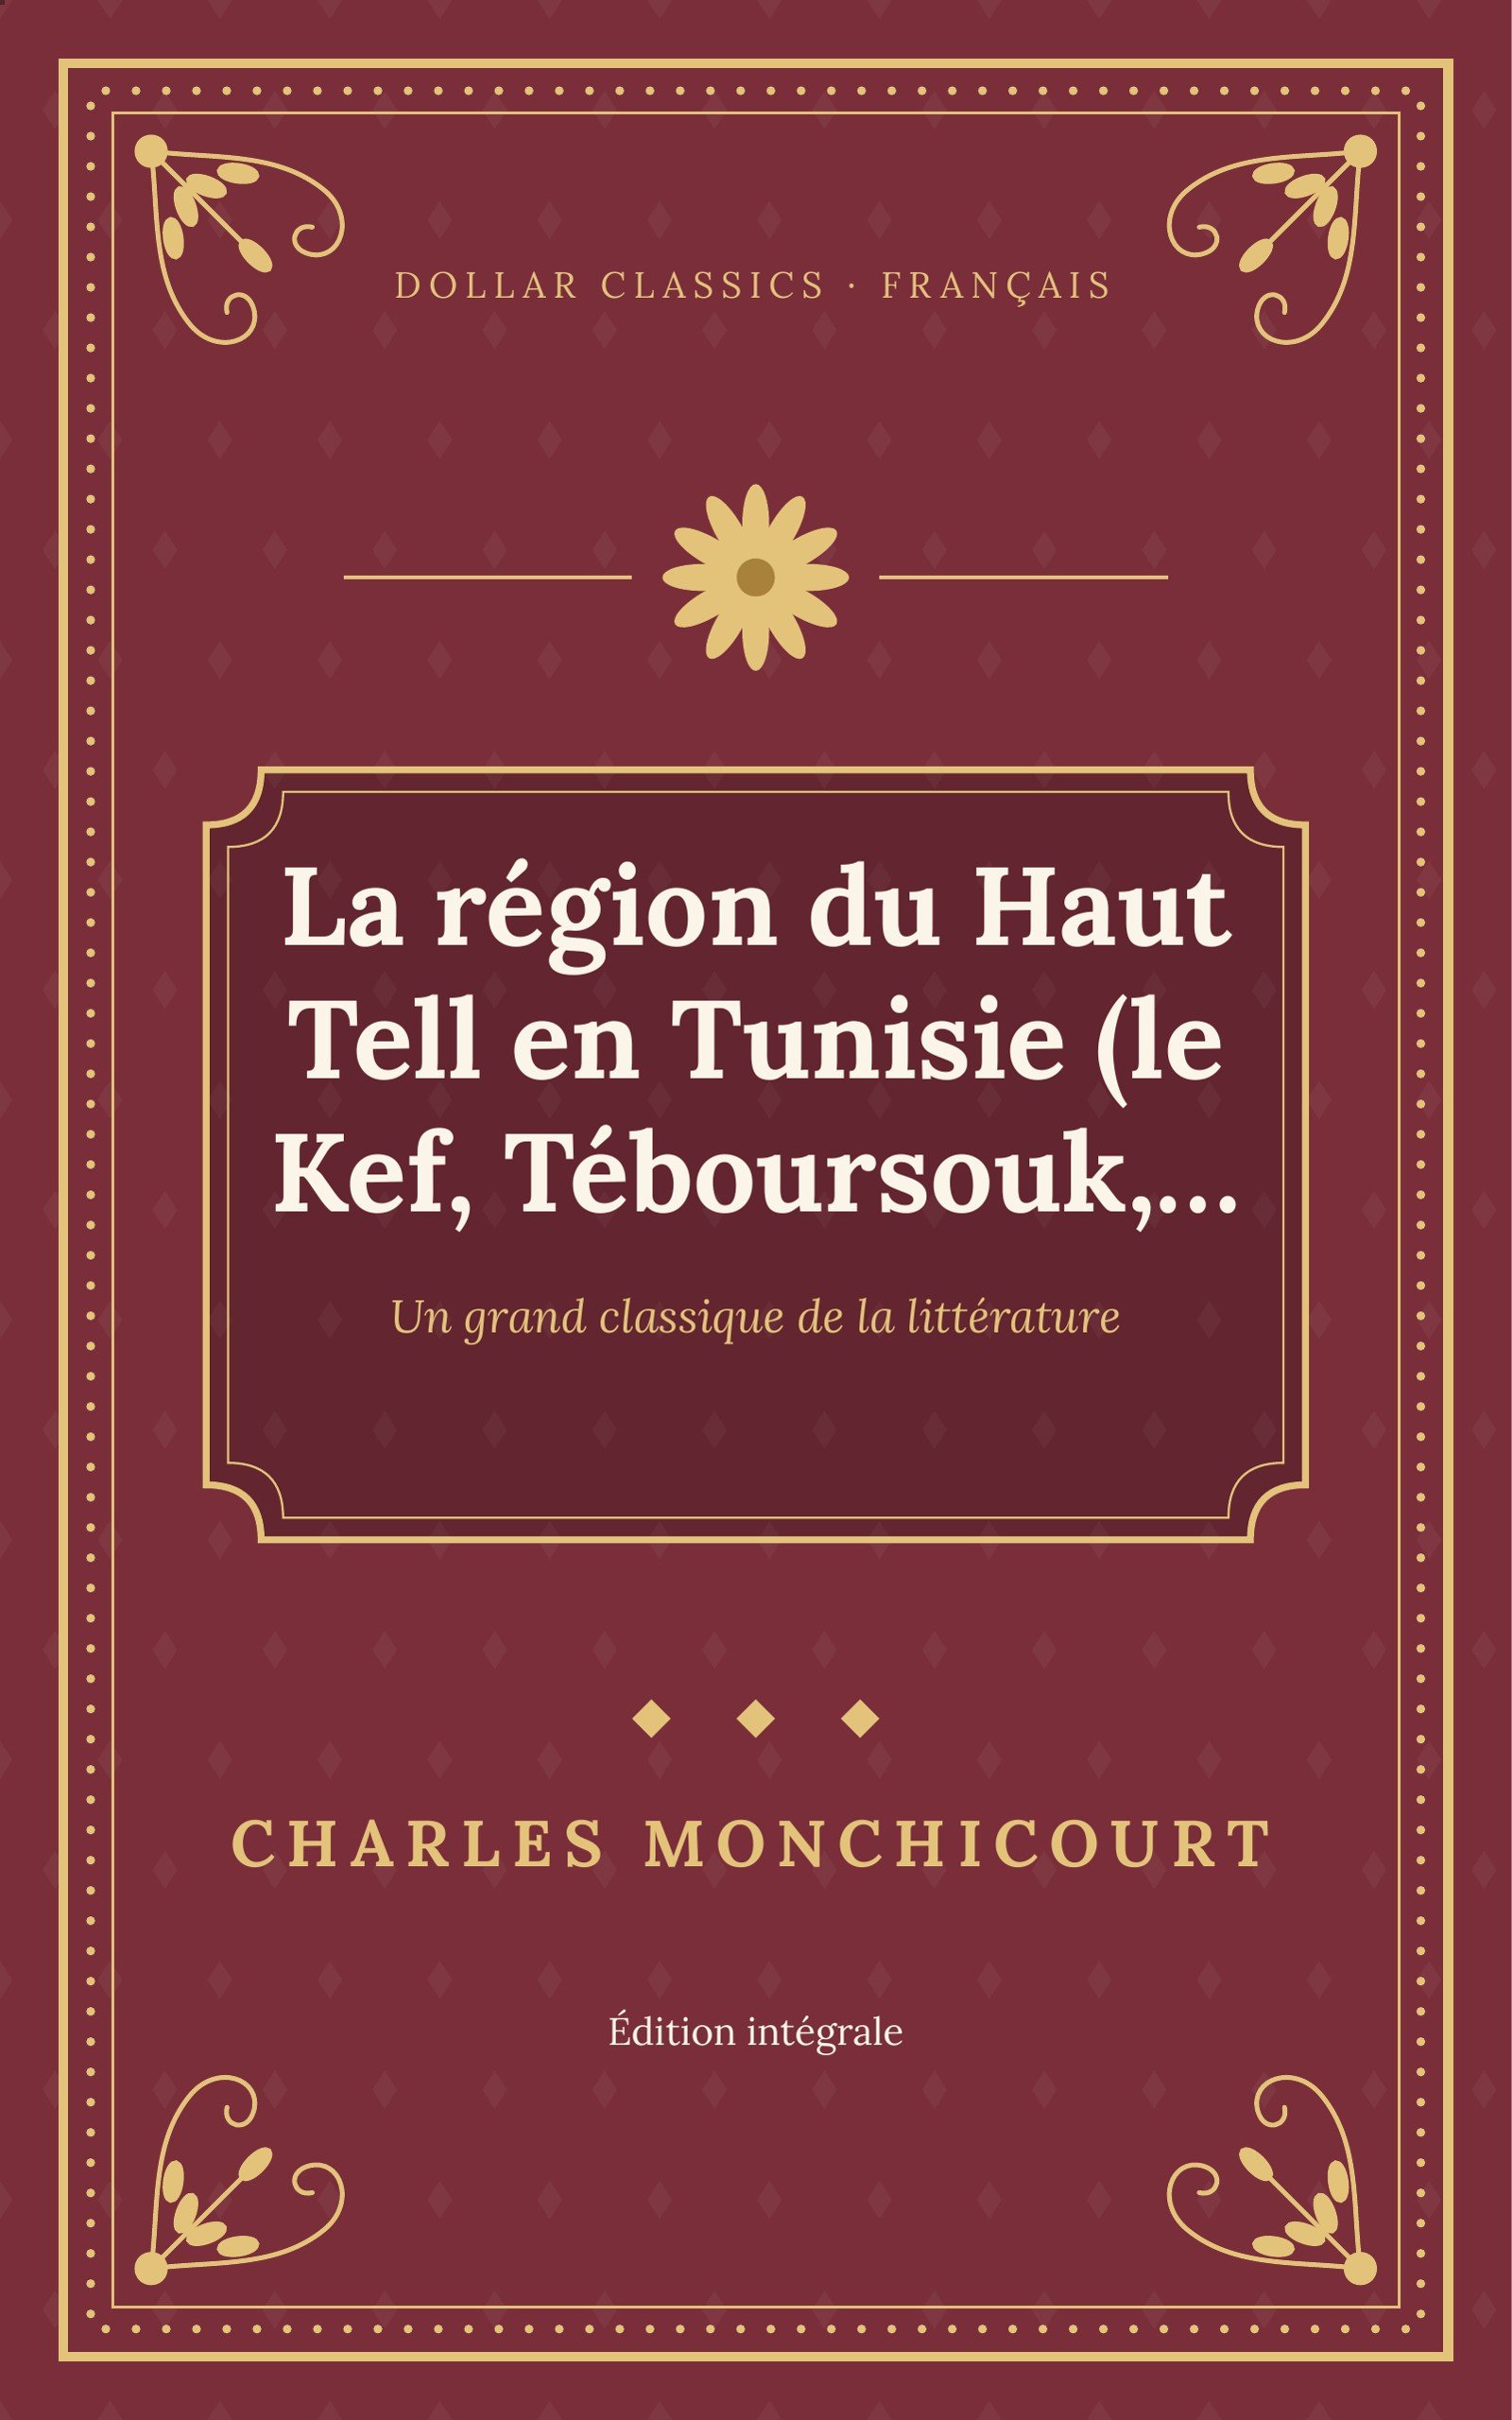 DOLLAR CLASSICS · FRANÇAIS
La région du Haut
Tell en Tunisie (le
Kef, Téboursouk,...
Un grand classique de la littérature
CHARLES MONCHICOURT
Édition intégrale